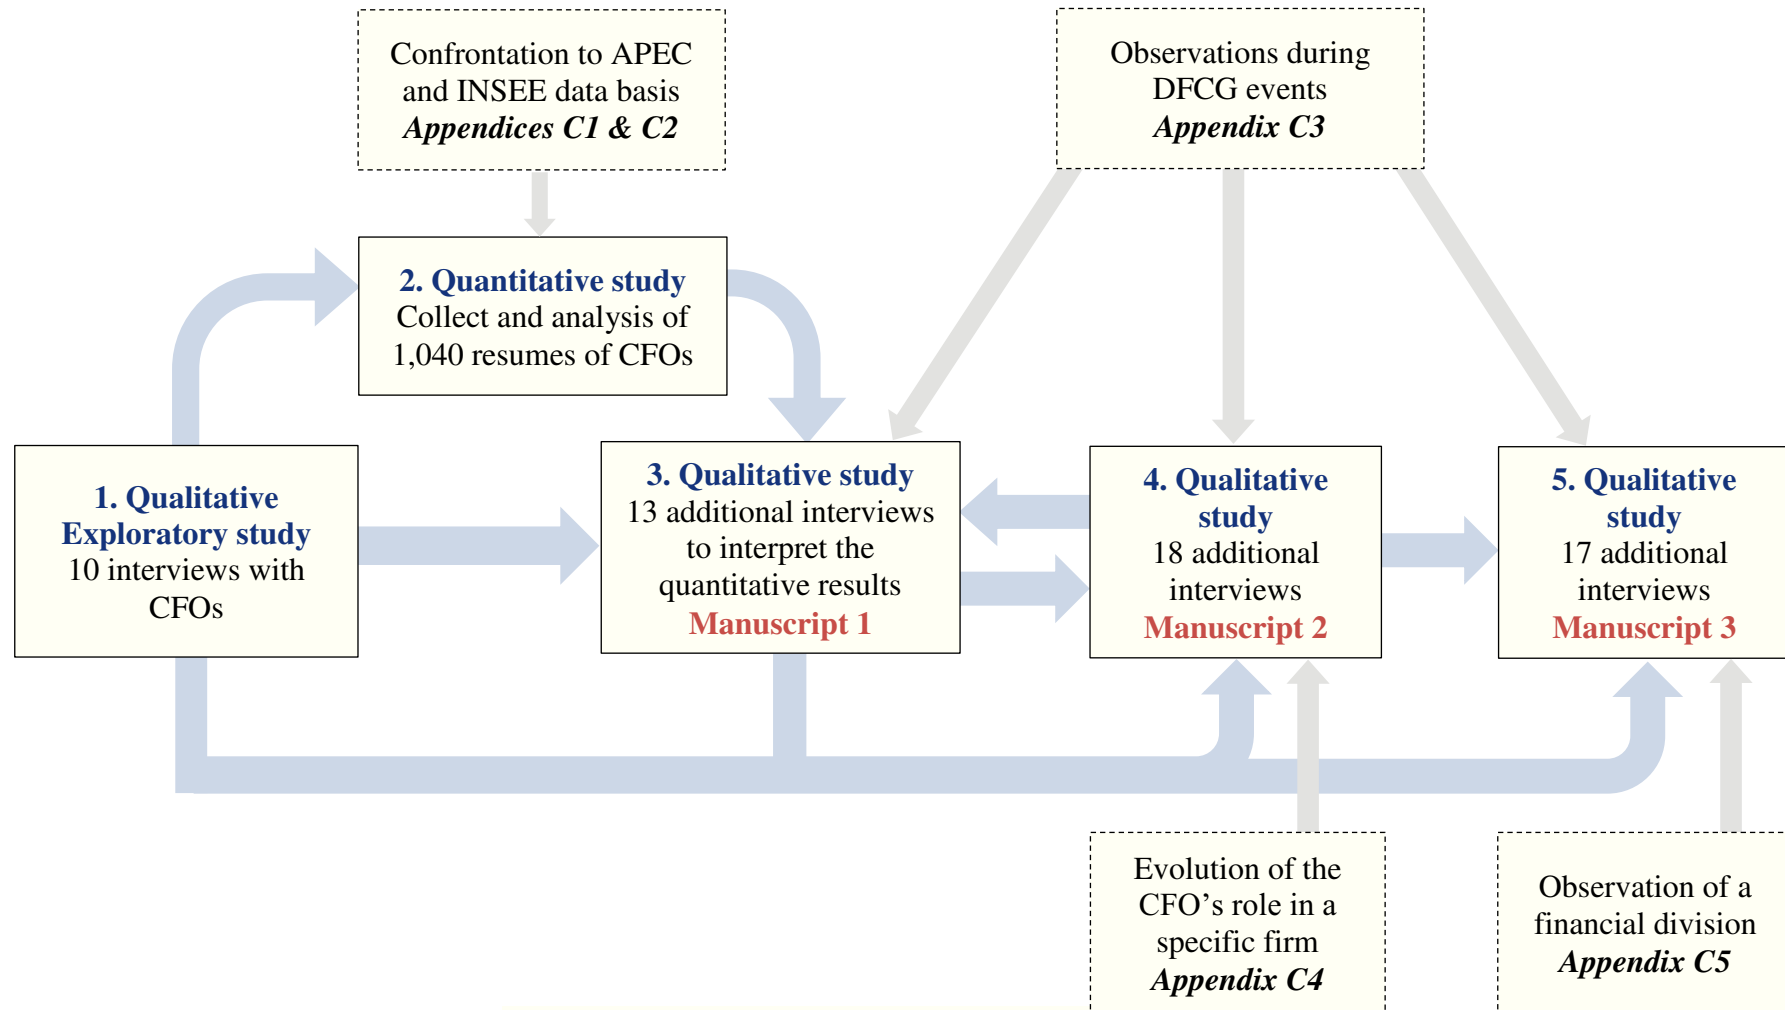 Confrontation to APEC
and INSEE data basis
Appendices C1 & C2
Observations during
DFCG events
Appendix C3
2. Quantitative study
Collect and analysis of
1,040 resumes of CFOs
1. Qualitative
Exploratory study
10 interviews with
CFOs
3. Qualitative study
13 additional interviews
to interpret the
quantitative results
Manuscript 1
4. Qualitative
study
18 additional
interviews
Manuscript 2
5. Qualitative
study
17 additional
interviews
Manuscript 3
Evolution of the
CFO’s role in a
specific firm
Appendix C4
Observation of a
financial division
Appendix C5